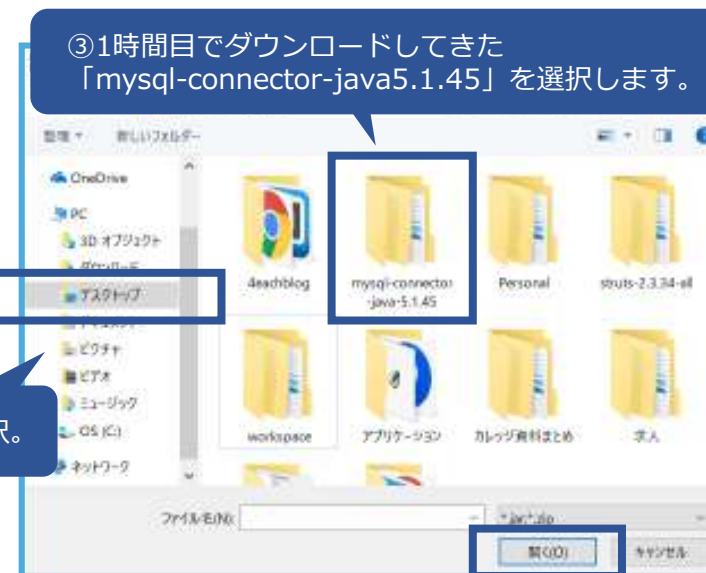 ③1時間目でダウンロードしてきた
「mysql-connector-java5.1.45」を選択します。
整理
新しいフォルダー
OneDrive
PC
3D オブジェクト
ダウンロード
デスクトップ
ドキュメント
ピクチャ
ビデオ
ミュージック
OS (C:)
ネットワーク
択。
4eachblog
mysql-connector
-java-5.1.45
Personal
struts-2.3.34-all
workspace
アプリケーション
カレッジ資料まとめ
求人
ファイル名(N):
*.jar;*.zip
開く(O)
キャンセル